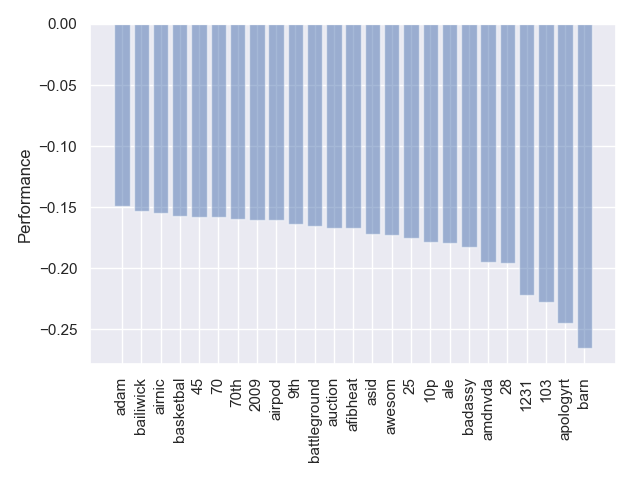 0.00
−0.05
−0.10
−0.15
−0.20
−0.25
Performance
adam
bailiwick
airnic
basketbal
45
70
70th
2009
airpod
9th
battleground
auction
afibheat
asid
awesom
25
10p
ale
badassy
amdnvda
28
1231
103
apologyrt
barn